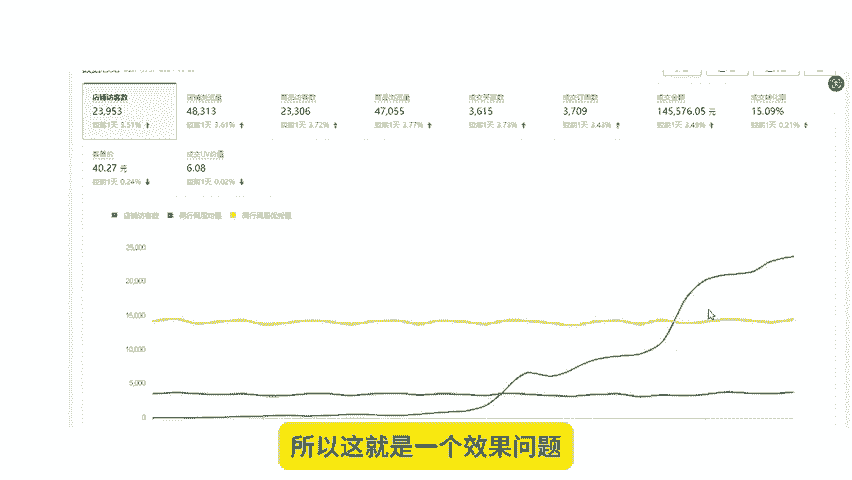 店铺访客数 店铺浏览量 商品访客数 商品浏览量 成交买家数 成交订单数 成交金额 成交转化率
23,953 48,313 23,306 47,055 3,615 3,709 145,576.05 元 15.09%
较前1天 3.51% 较前1天 3.61% 较前1天 3.72% 较前1天 3.77% 较前1天 3.73% 较前1天 3.43% 较前1天 3.49% 较前1天 0.21%
客单价 成交UV价值
40.27 元 6.08
较前1天 0.24% 较前1天 0.02%
店铺访客数 同行同层均值 同行同层优秀值
25,000
20,000
15,000
10,000
5,000
0
所以这就是一个效果问题